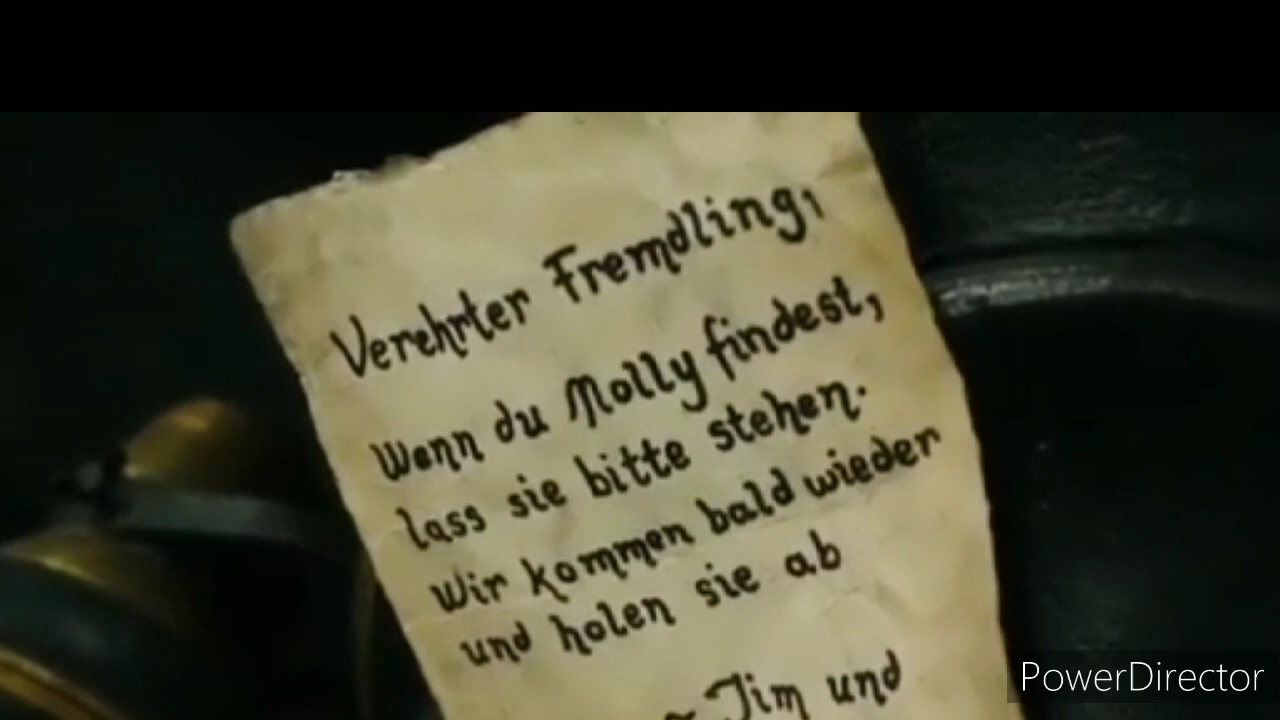 Verehrter Fremdling,
Wenn du Molly findest,
lass sie bitte stehen.
Wir kommen bald wieder
und holen sie ab
~ Jim und
PowerDirector